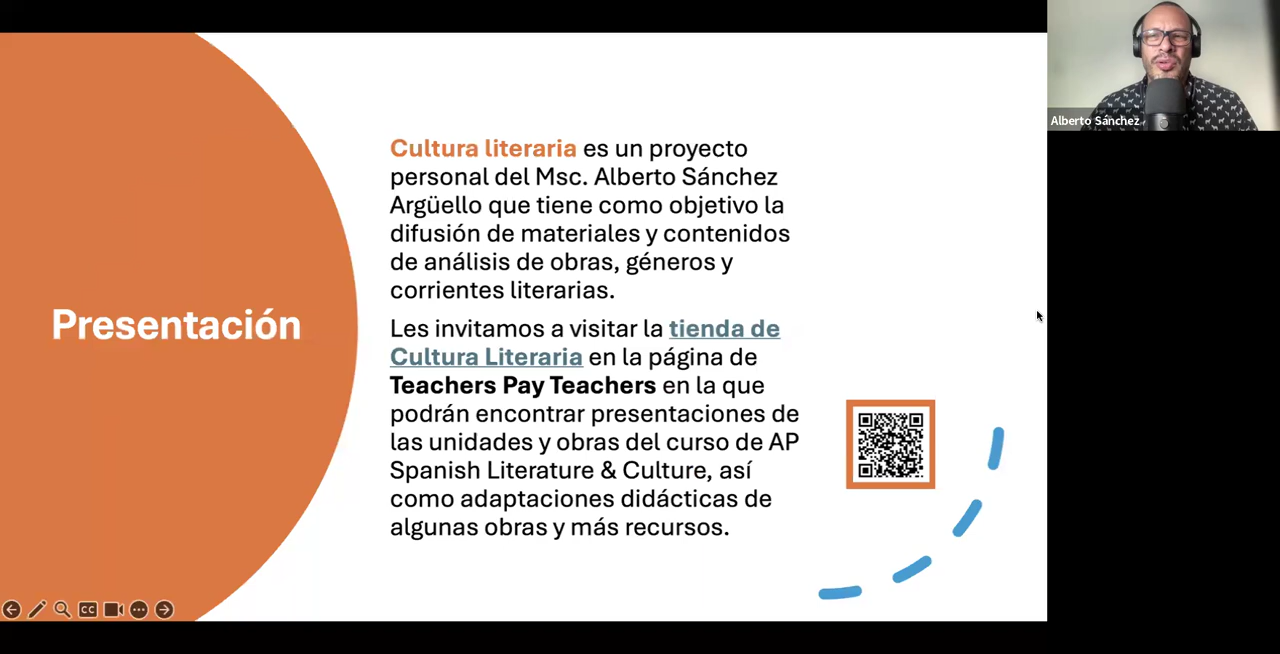 Presentación
Cultura literaria es un proyecto
personal del Msc. Alberto Sánchez
Argüello que tiene como objetivo la
difusión de materiales y contenidos
de análisis de obras, géneros y
corrientes literarias.
Les invitamos a visitar la tienda de
Cultura Literaria en la página de
Teachers Pay Teachers en la que
podrán encontrar presentaciones de
las unidades y obras del curso de AP
Spanish Literature & Culture, así
como adaptaciones didácticas de
algunas obras y más recursos.
Alberto Sánchez
CC